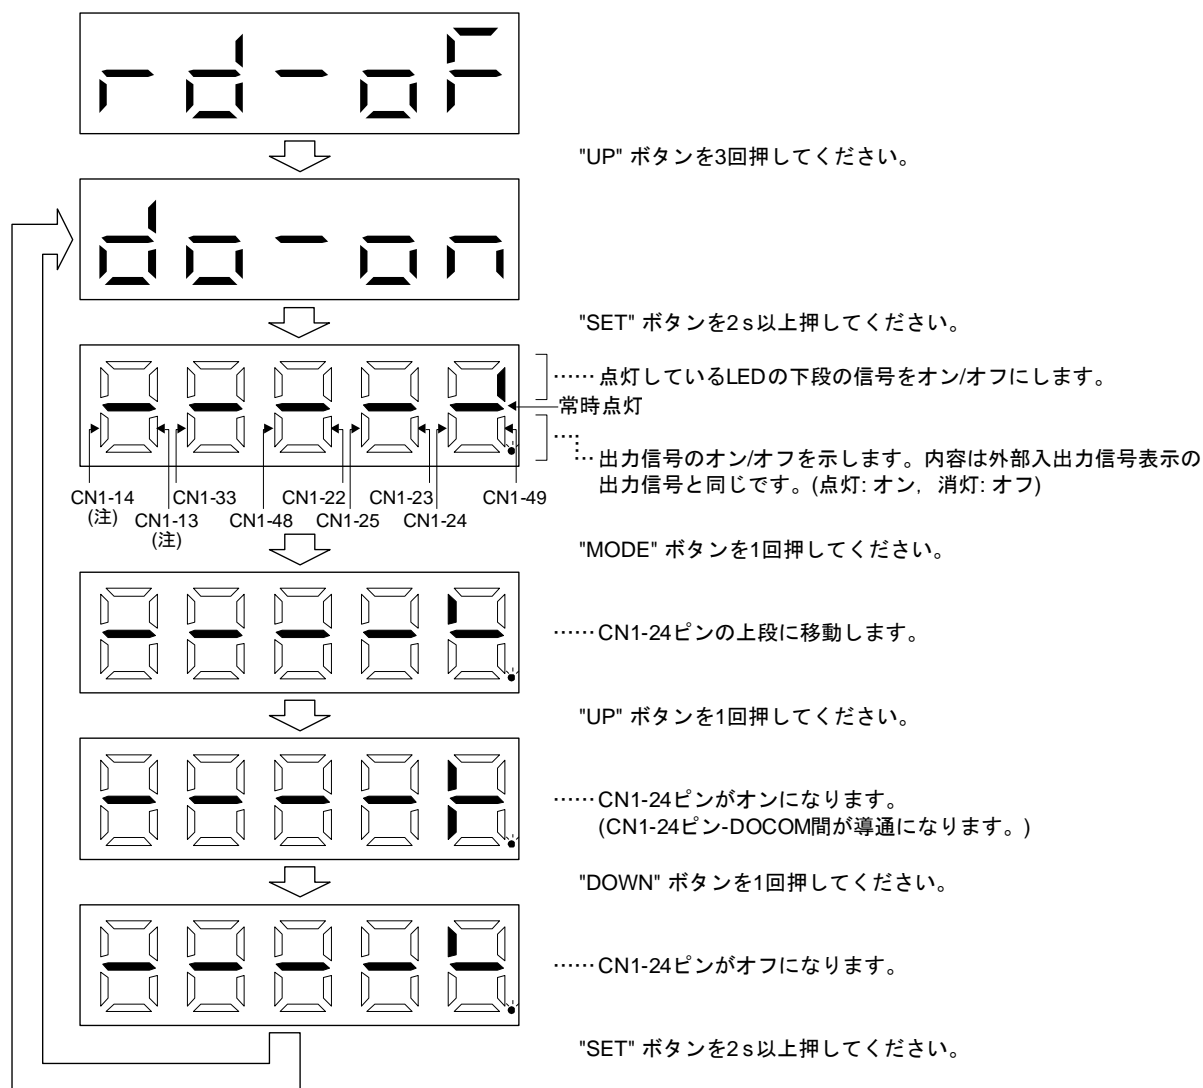 rd-oF
"UP" ボタンを3回押してください。
do-on
"SET" ボタンを2 s以上押してください。
……点灯しているLEDの下段の信号をオン/オフにします。
常時点灯
出力信号のオン/オフを示します。内容は外部入出力信号表示の
出力信号と同じです。(点灯: オン, 消灯: オフ)
CN1-14 CN1-33 CN1-22 CN1-23 CN1-49
(注) CN1-13 CN1-48 CN1-25 CN1-24
(注)
"MODE" ボタンを1回押してください。
……CN1-24ピンの上段に移動します。
"UP" ボタンを1回押してください。
……CN1-24ピンがオンになります。
(CN1-24ピン-DOCOM間が導通になります。)
"DOWN" ボタンを1回押してください。
……CN1-24ピンがオフになります。
"SET" ボタンを2 s以上押してください。